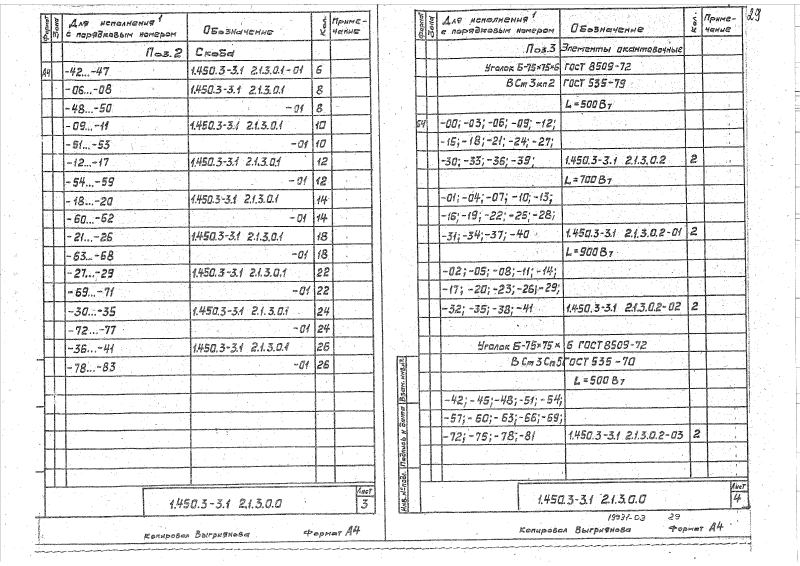 Формат Зона Для исполнения 1 с порядковым номером Обозначение Кол. Примечание
Поз.2 Скоба
А4 -42...-47 1.450.3-3.1 2.1.3.0.1-01 6
-06...-08 1.450.3-3.1 2.1.3.0.1 8
-48...-50 -01 8
-09...-11 1.450.3-3.1 2.1.3.0.1 10
-51...-53 -01 10
-12...-17 1.450.3-3.1 2.1.3.0.1 12
-54...-59 -01 12
-18...-20 1.450.3-3.1 2.1.3.0.1 14
-60...-62 -01 14
-21...-26 1.450.3-3.1 2.1.3.0.1 18
-63...-68 -01 18
-27...-29 1.450.3-3.1 2.1.3.0.1 22
-69...-71 -01 22
-30...-35 1.450.3-3.1 2.1.3.0.1 24
-72...-77 -01 24
-36...-41 1.450.3-3.1 2.1.3.0.1 26
-78...-83 -01 26
1.450.3-3.1 2.1.3.0.0 Лист 3
Копировал Выгриянова Формат А4
29
Формат Зона Для исполнения 1 с порядковым номером Обозначение Кол. Примечание
Поз.3 Элементы окантовочные
Уголок Б-75×75×6 ГОСТ 8509-72
ВСт3кп2 ГОСТ 535-79
L=500 Вт
Б4 -00; -03; -06; -09; -12;
-15; -18; -21; -24; -27;
-30; -33; -36; -39; 1.450.3-3.1 2.1.3.0.2 2
L=700 Вт
-01; -04; -07; -10; -13;
-16; -19; -22; -25; -28;
-31; -34; -37; -40 1.450.3-3.1 2.1.3.0.2-01 2
L=900 Вт
-02; -05; -08; -11; -14;
-17; -20; -23; -26; -29;
-32; -35; -38; -41 1.450.3-3.1 2.1.3.0.2-02 2
Уголок Б-75×75×6 ГОСТ 8509-72
ВСт3Сп5 ГОСТ 535-70
L=500 Вт
-42; -45; -48; -51; -54;
-57; -60; -63; -66; -69;
-72; -75; -78; -81 1.450.3-3.1 2.1.3.0.2-03 2
Инв.№подл. Подпись и дата Взам.инв.№
1.450.3-3.1 2.1.3.0.0 Лист 4
19931-03 29
Копировал Выгриянова Формат А4